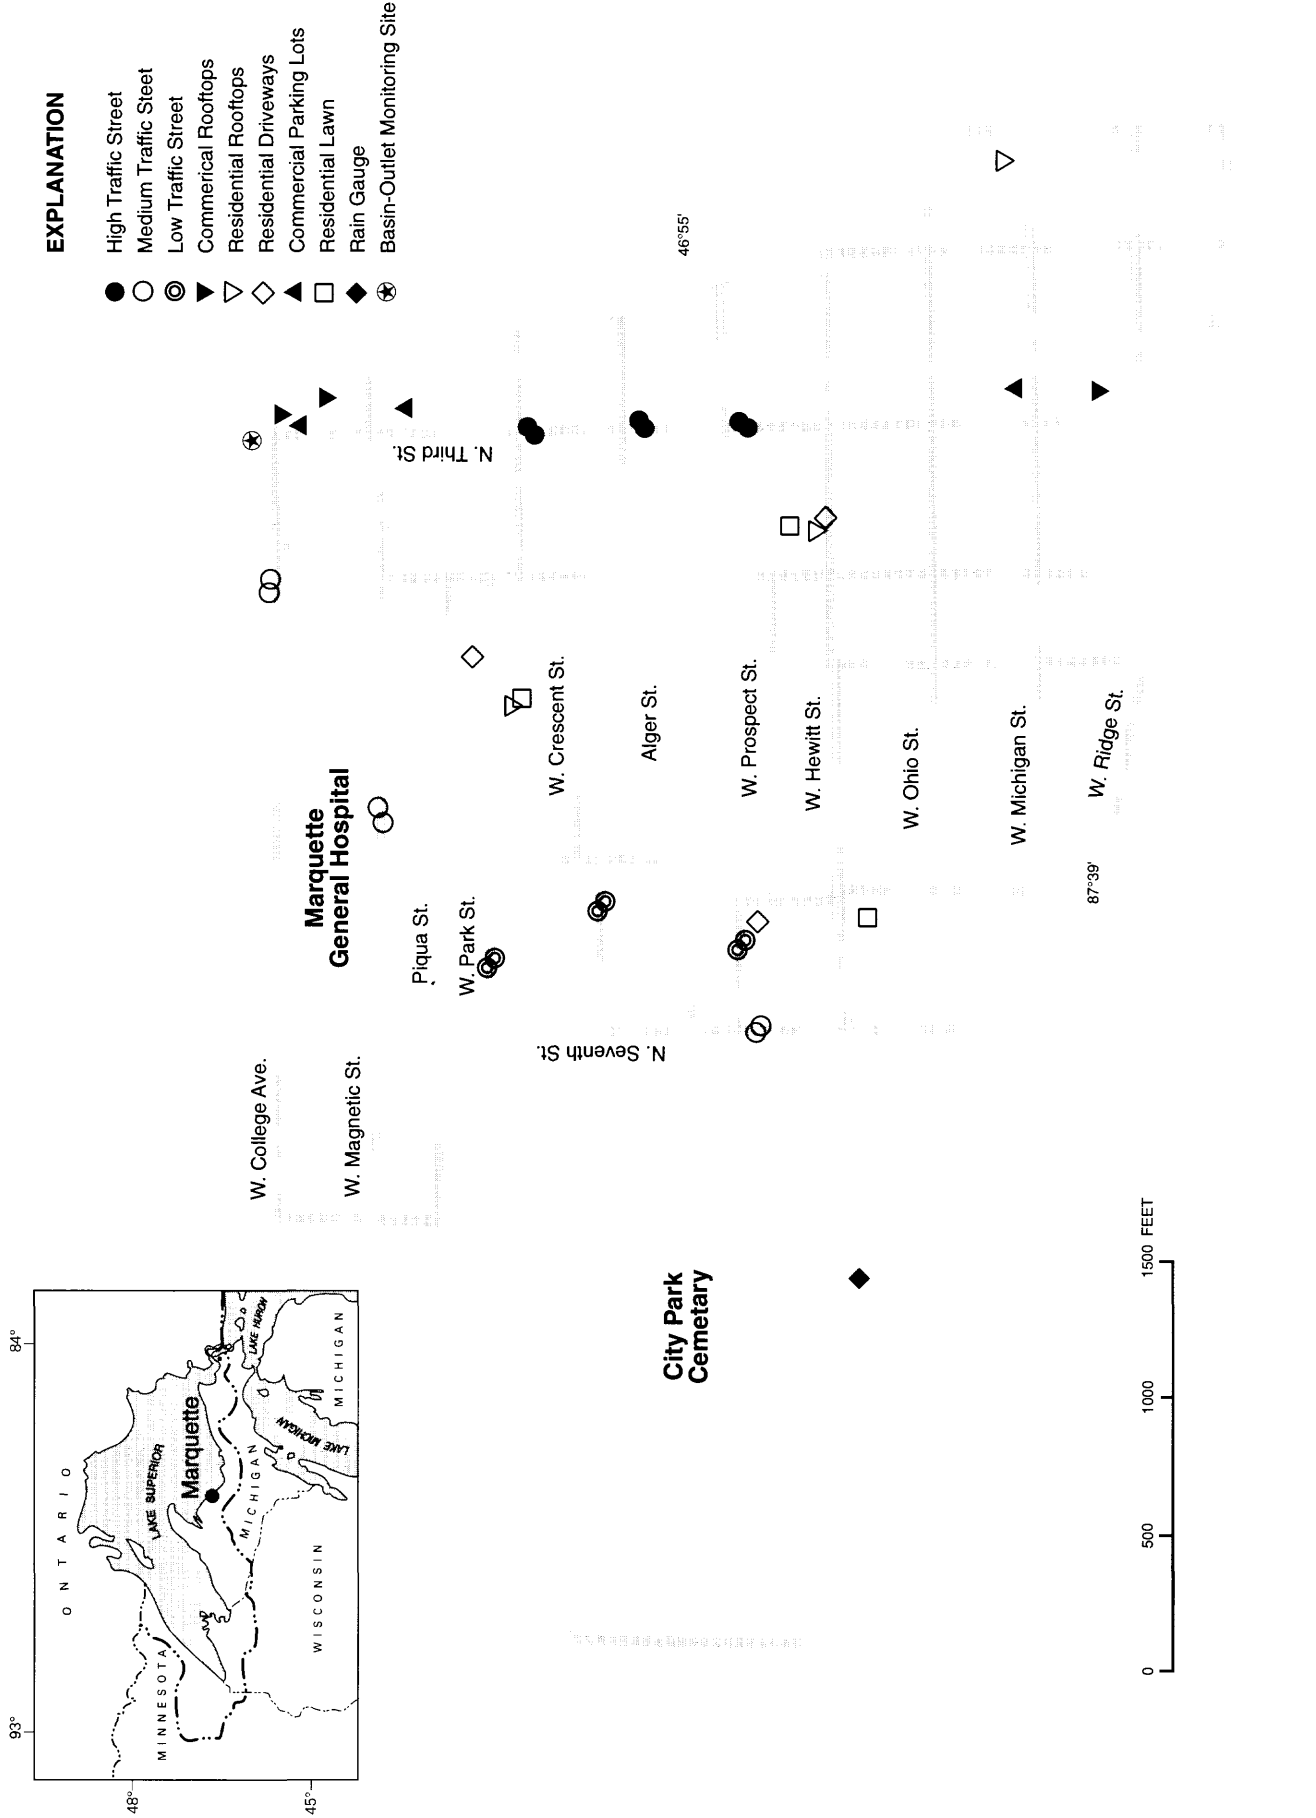 EXPLANATION
High Traffic Street
Medium Traffic Steet
Low Traffic Street
Commerical Rooftops
Residential Rooftops
Residential Driveways
Commercial Parking Lots
Residential Lawn
Rain Gauge
Basin-Outlet Monitoring Site
93°
84°
48°
45°
ONTARIO
MINNESOTA
LAKE SUPERIOR
Marquette
MICHIGAN
WISCONSIN
LAKE HURON
LAKE MICHIGAN
MICHIGAN
W. College Ave.
W. Magnetic St.
Marquette
General Hospital
Piqua St.
W. Park St.
N. Third St.
N. Seventh St.
W. Crescent St.
Alger St.
W. Prospect St.
W. Hewitt St.
W. Ohio St.
W. Michigan St.
W. Ridge St.
46°55'
87°39'
City Park
Cemetary
0 500 1000 1500 FEET